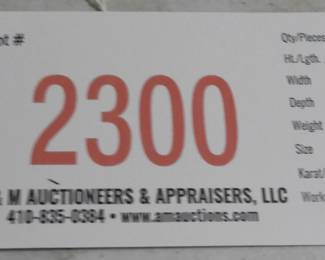 ot #
2300
& M AUCTIONEERS & APPRAISERS, LLC
410-835-0384 • www.amauctions.com
Qty/Pieces
Ht./Lgth.
Width
Depth
Weight
Size
Karat/
Work